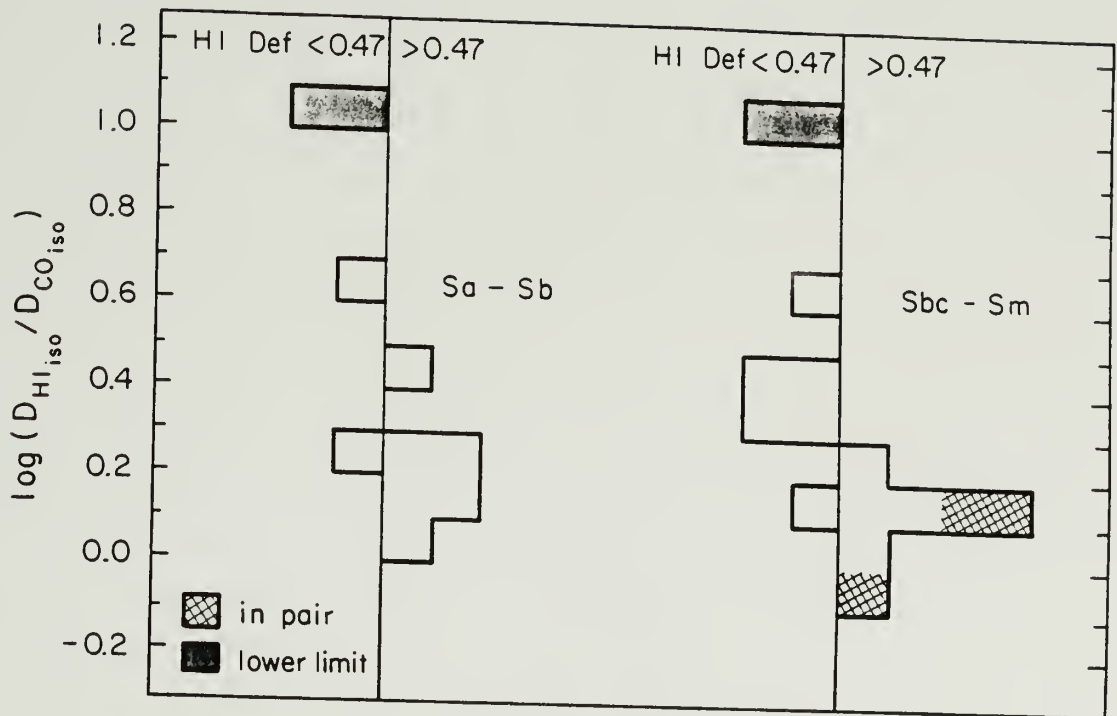 HI Def <0.47 >0.47
HI Def <0.47 >0.47
1.2
1.0
0.8
0.6
0.4
0.2
0.0
-0.2
log (D_HI_iso / D_CO_iso)
Sa - Sb
Sbc - Sm
in pair
lower limit